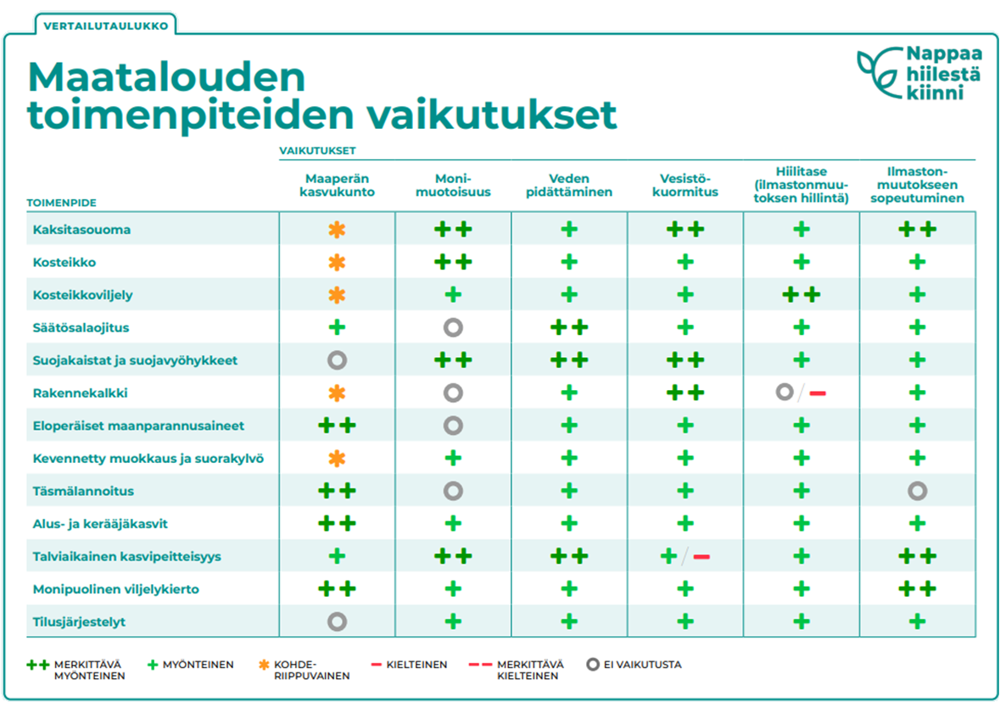 VERTAILUTAULUKKO
Nappaa
hiilestä
kiinni
Maatalouden
toimenpiteiden vaikutukset
VAIKUTUKSET
TOIMENPIDE
Maaperän
kasvukunto
Moni-
muotoisuus
Veden
pidättäminen
Vesistö-
kuormitus
Hiilitase
(ilmastonmuu-
toksen hillintä)
Ilmaston-
muutokseen
sopeutuminen
Kaksitasouoma ✱ ++ + ++ + ++
Kosteikko ✱ ++ + + + +
Kosteikkoviljely ✱ + + + ++ +
Säätösalaojitus + O ++ + + +
Suojakaistat ja suojavyöhykkeet O ++ ++ ++ + +
Rakennekalkki ✱ O + ++ O/− +
Eloperäiset maanparannusaineet ++ O + + + +
Kevennetty muokkaus ja suorakylvö ✱ + + + + +
Täsmälannoitus ++ O + + + O
Alus- ja kerääjäkasvit ++ + + + + +
Talviaikainen kasvipeitteisyys + ++ ++ +/− + ++
Monipuolinen viljelykierto ++ + + + + ++
Tilusjärjestelyt O + + + + +
++ MERKITTÄVÄ
MYÖNTEINEN
+ MYÖNTEINEN
✱ KOHDE-
RIIPPUVAINEN
− KIELTEINEN
−− MERKITTÄVÄ
KIELTEINEN
O EI VAIKUTUSTA